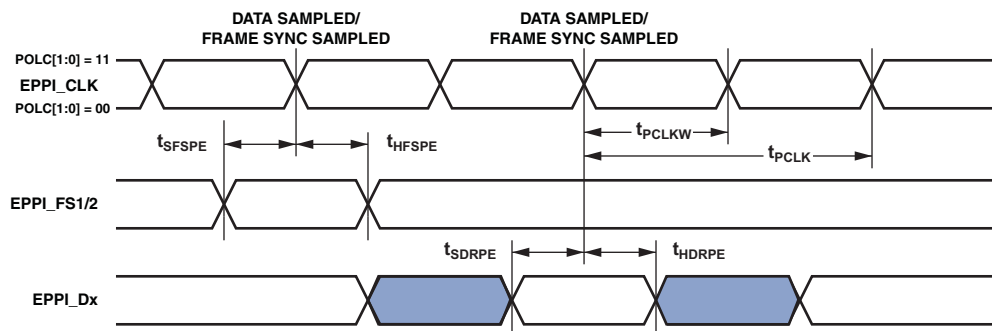 DATA SAMPLED/
FRAME SYNC SAMPLED
DATA SAMPLED/
FRAME SYNC SAMPLED
POLC[1:0] = 11
EPPI_CLK
POLC[1:0] = 00
tSFSPE
tHFSPE
tPCLKW
tPCLK
EPPI_FS1/2
tSDRPE
tHDRPE
EPPI_Dx